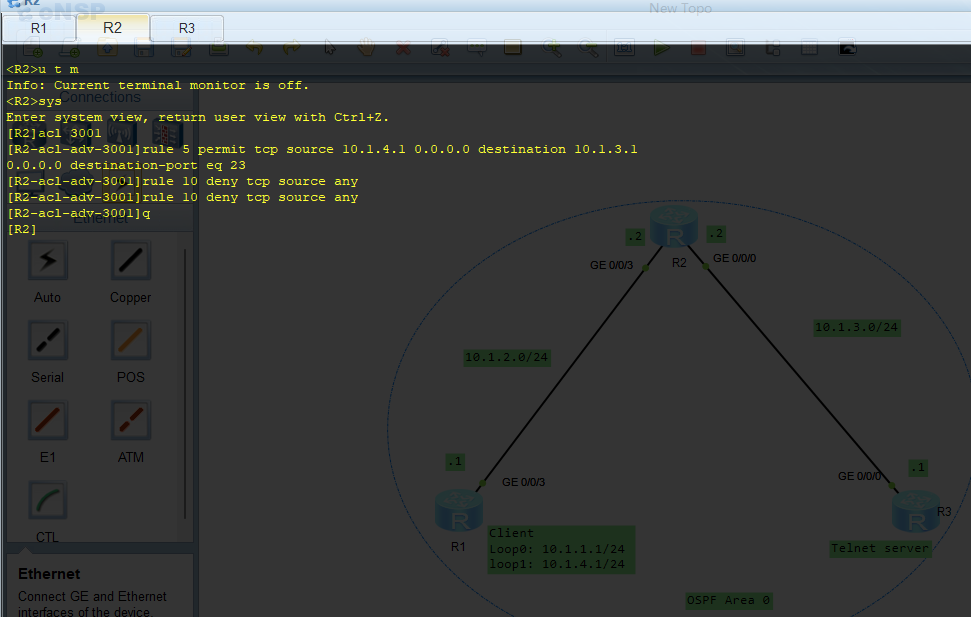 R2
eNSP
New Topo
R1
R2
R3
<R2>u t m
Info: Current terminal monitor is off.
<R2>sys
Enter system view, return user view with Ctrl+Z.
[R2]acl 3001
[R2-acl-adv-3001]rule 5 permit tcp source 10.1.4.1 0.0.0.0 destination 10.1.3.1
0.0.0.0 destination-port eq 23
[R2-acl-adv-3001]rule 10 deny tcp source any
[R2-acl-adv-3001]rule 10 deny tcp source any
[R2-acl-adv-3001]q
[R2]
Connections
Ethernet
Auto
Copper
Serial
POS
E1
ATM
CTL
Ethernet
Connect GE and Ethernet
interfaces of the device.
.2
R
.2
GE 0/0/3
R2
GE 0/0/0
10.1.2.0/24
10.1.3.0/24
.1
GE 0/0/3
R
R1
Client
Loop0: 10.1.1.1/24
loop1: 10.1.4.1/24
.1
GE 0/0/0
R
R3
Telnet server
OSPF Area 0